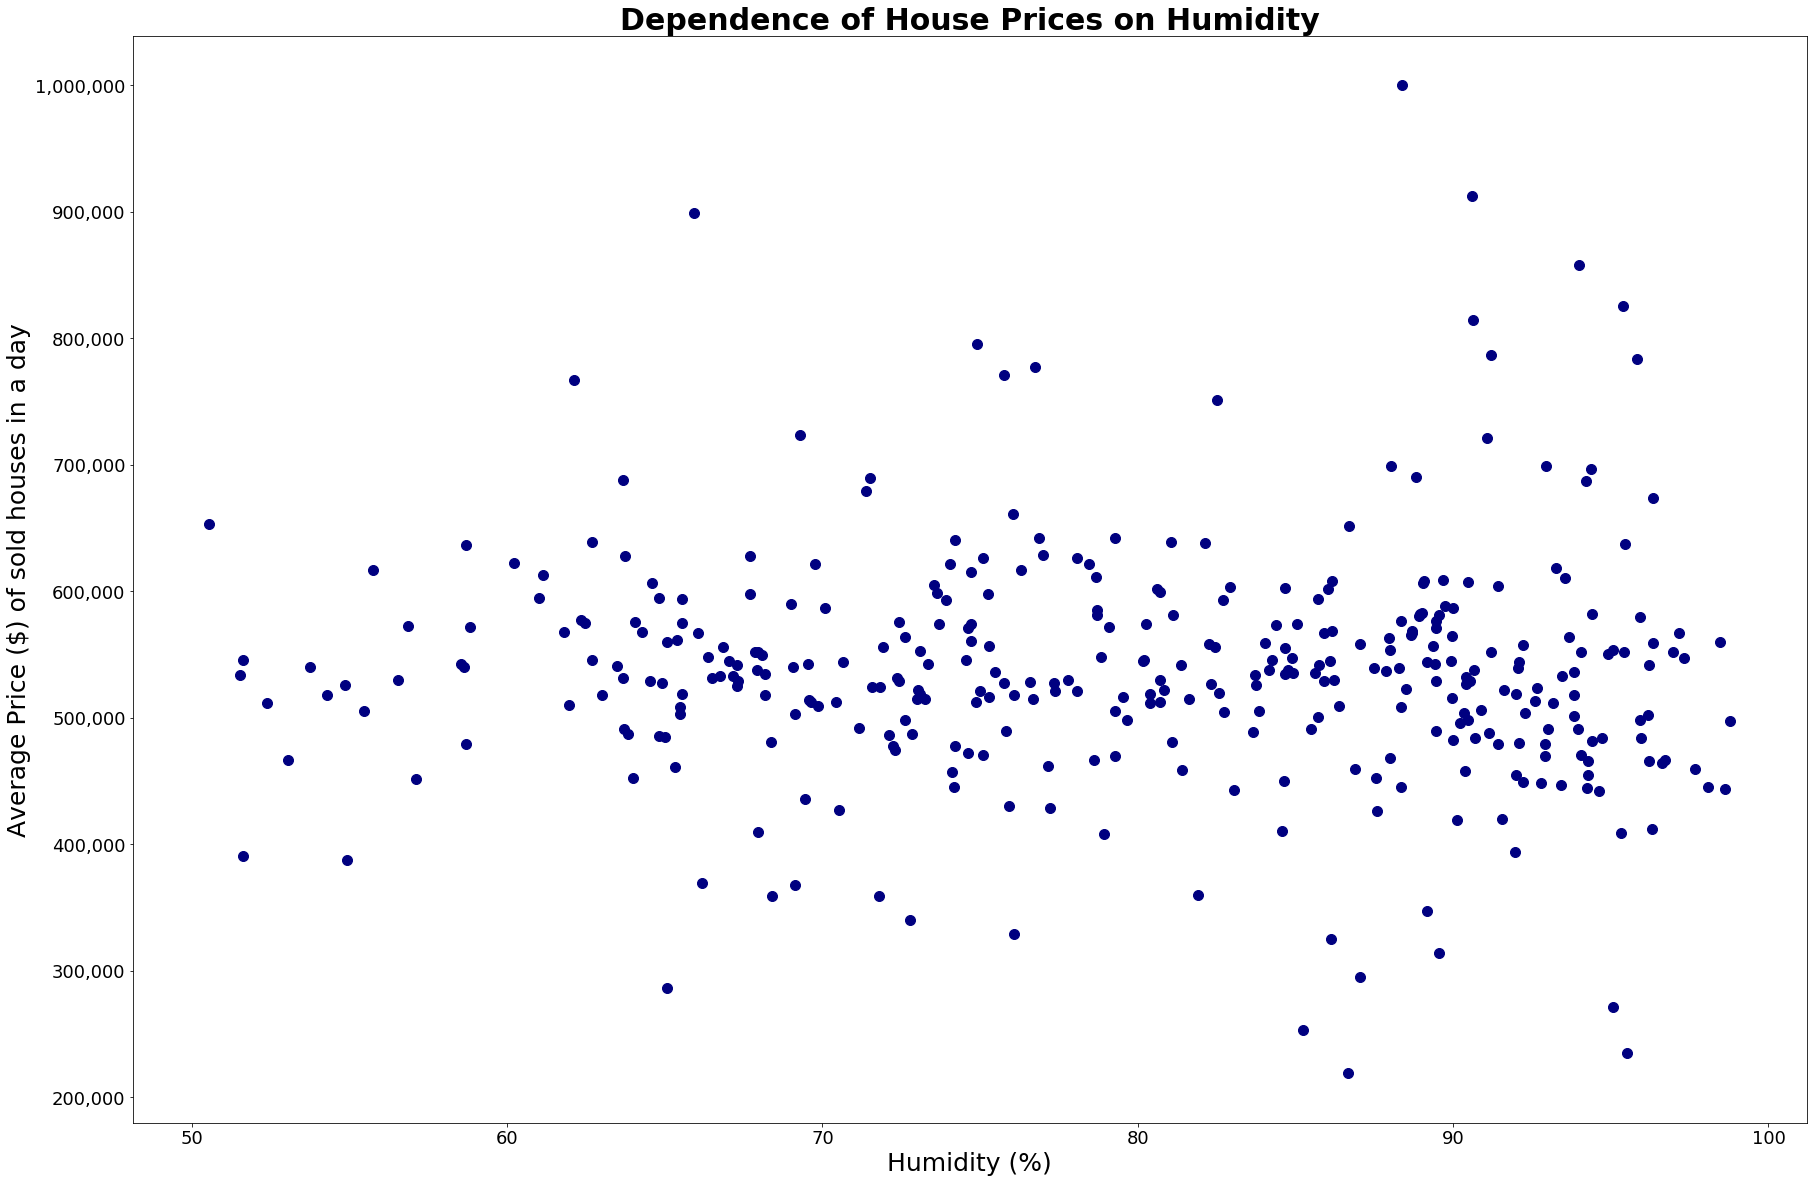 Dependence of House Prices on Humidity
Average Price ($) of sold houses in a day
1,000,000
900,000
800,000
700,000
600,000
500,000
400,000
300,000
200,000
50 60 70 80 90 100
Humidity (%)